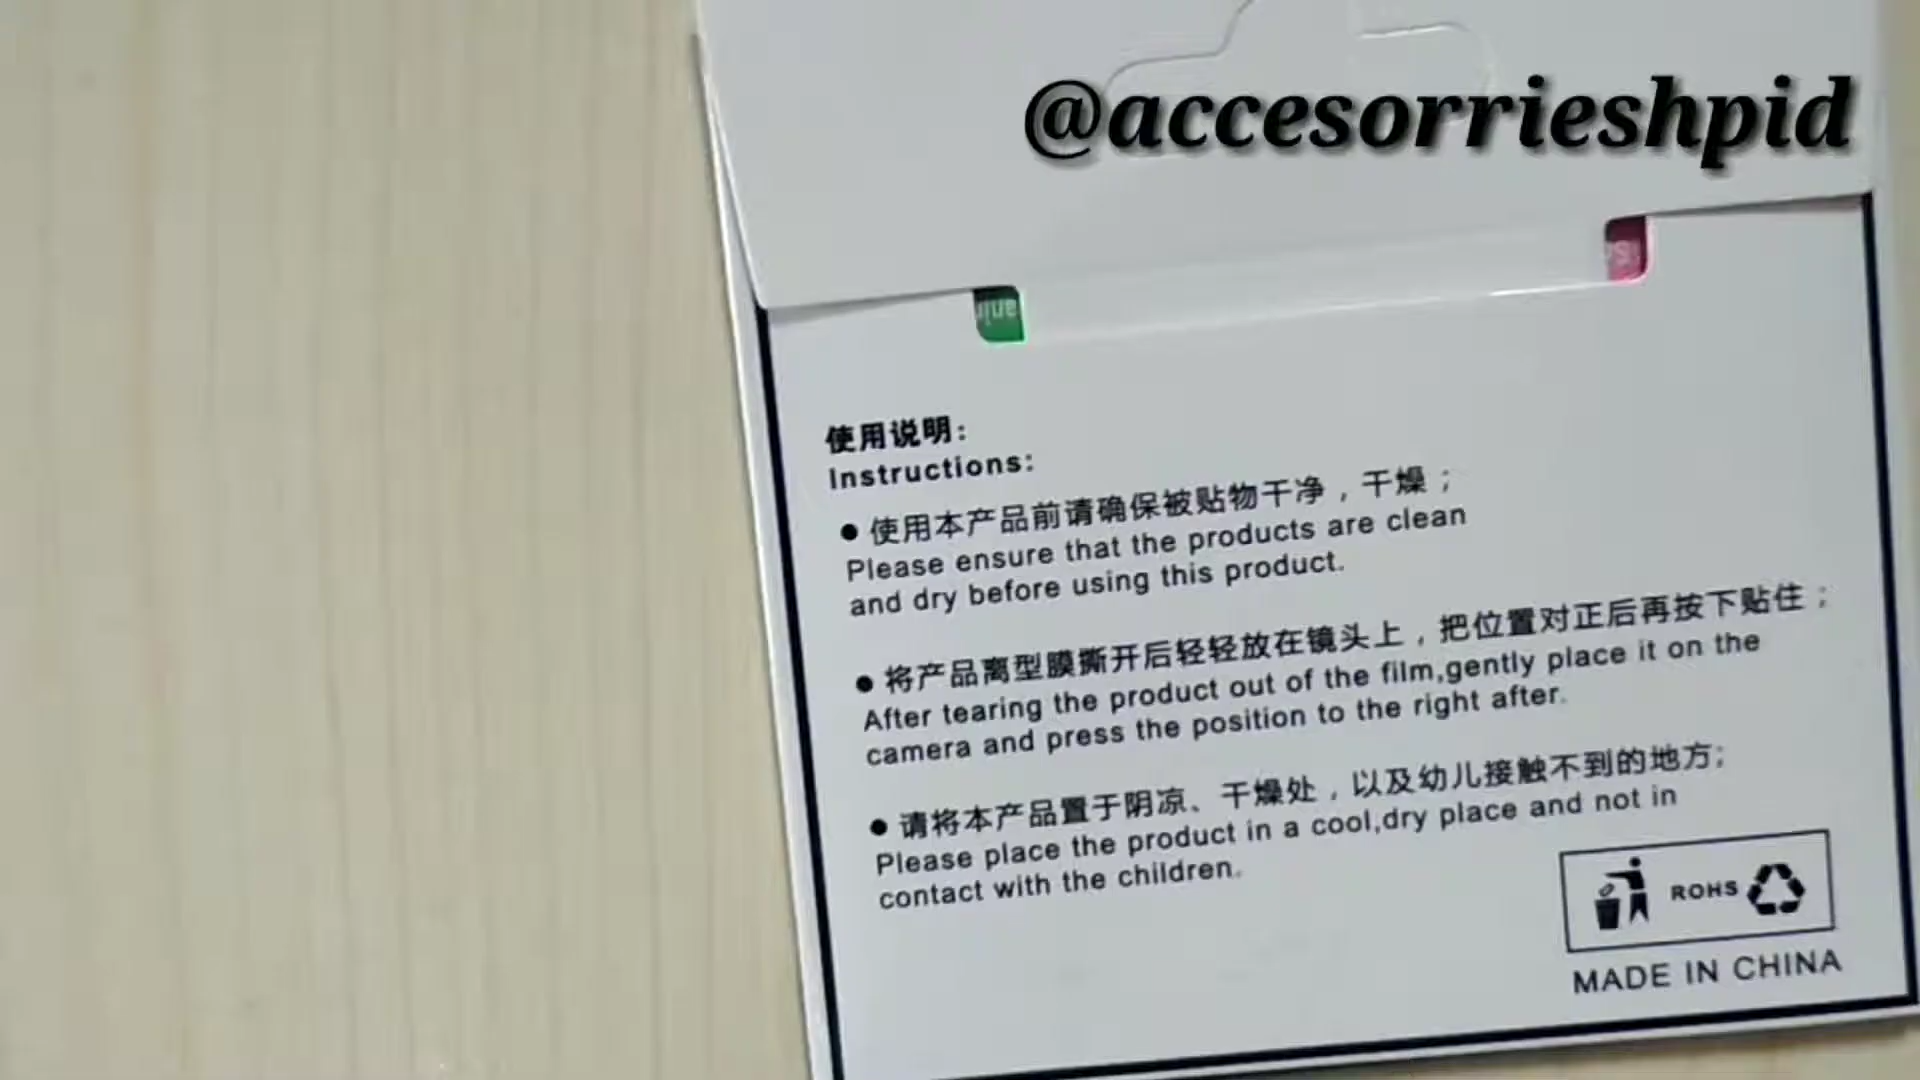 @accesorrieshpid
使用说明:
Instructions:
● 使用本产品前请确保被贴物干净，干燥；
Please ensure that the products are clean
and dry before using this product.
● 将产品离型膜撕开后轻轻放在镜头上，把位置对正后再按下贴住；
After tearing the product out of the film,gently place it on the
camera and press the position to the right after.
● 请将本产品置于阴凉、干燥处，以及幼儿接触不到的地方;
Please place the product in a cool,dry place and not in
contact with the children.
ROHS
MADE IN CHINA